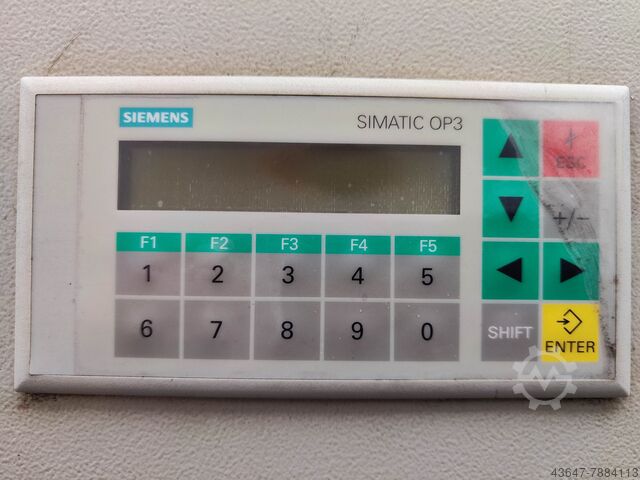 SIEMENS
SIMATIC OP3
ESC
+/-
F1 F2 F3 F4 F5
1 2 3 4 5
6 7 8 9 0
SHIFT
ENTER
43647-7884113